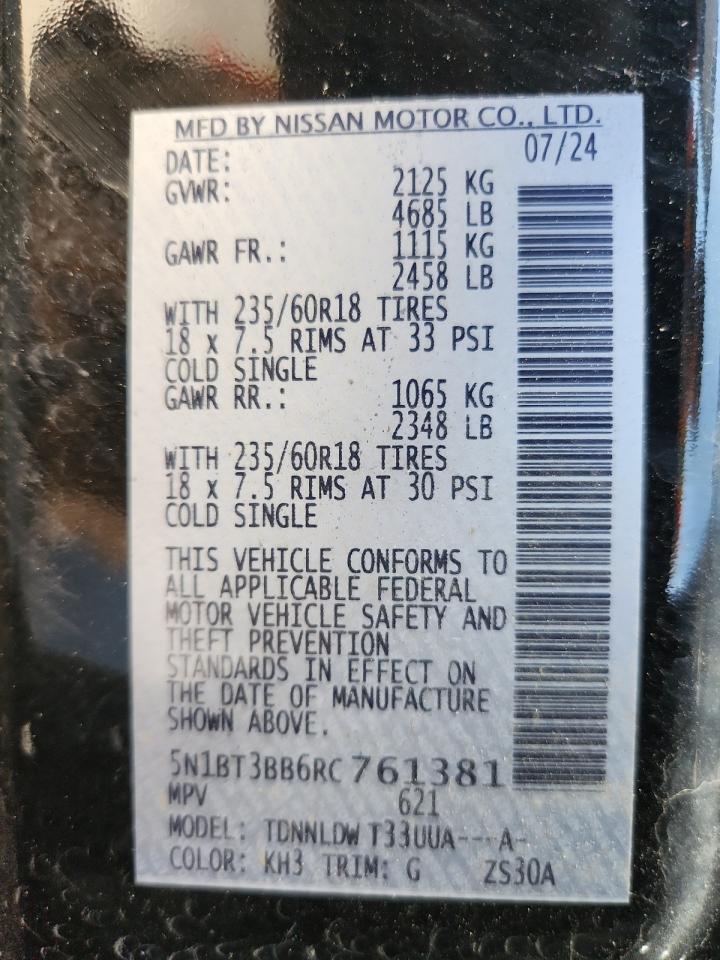 MFD BY NISSAN MOTOR CO., LTD.
DATE: 07/24
GVWR: 2125 KG
4685 LB
GAWR FR.: 1115 KG
2458 LB
WITH 235/60R18 TIRES
18 x 7.5 RIMS AT 33 PSI
COLD SINGLE
GAWR RR.: 1065 KG
2348 LB
WITH 235/60R18 TIRES
18 x 7.5 RIMS AT 30 PSI
COLD SINGLE
THIS VEHICLE CONFORMS TO
ALL APPLICABLE FEDERAL
MOTOR VEHICLE SAFETY AND
THEFT PREVENTION
STANDARDS IN EFFECT ON
THE DATE OF MANUFACTURE
SHOWN ABOVE.
5N1BT3BB6RC761381
MPV 621
MODEL: TDNNLDW T33UUA---A-
COLOR: KH3 TRIM: G ZS30A